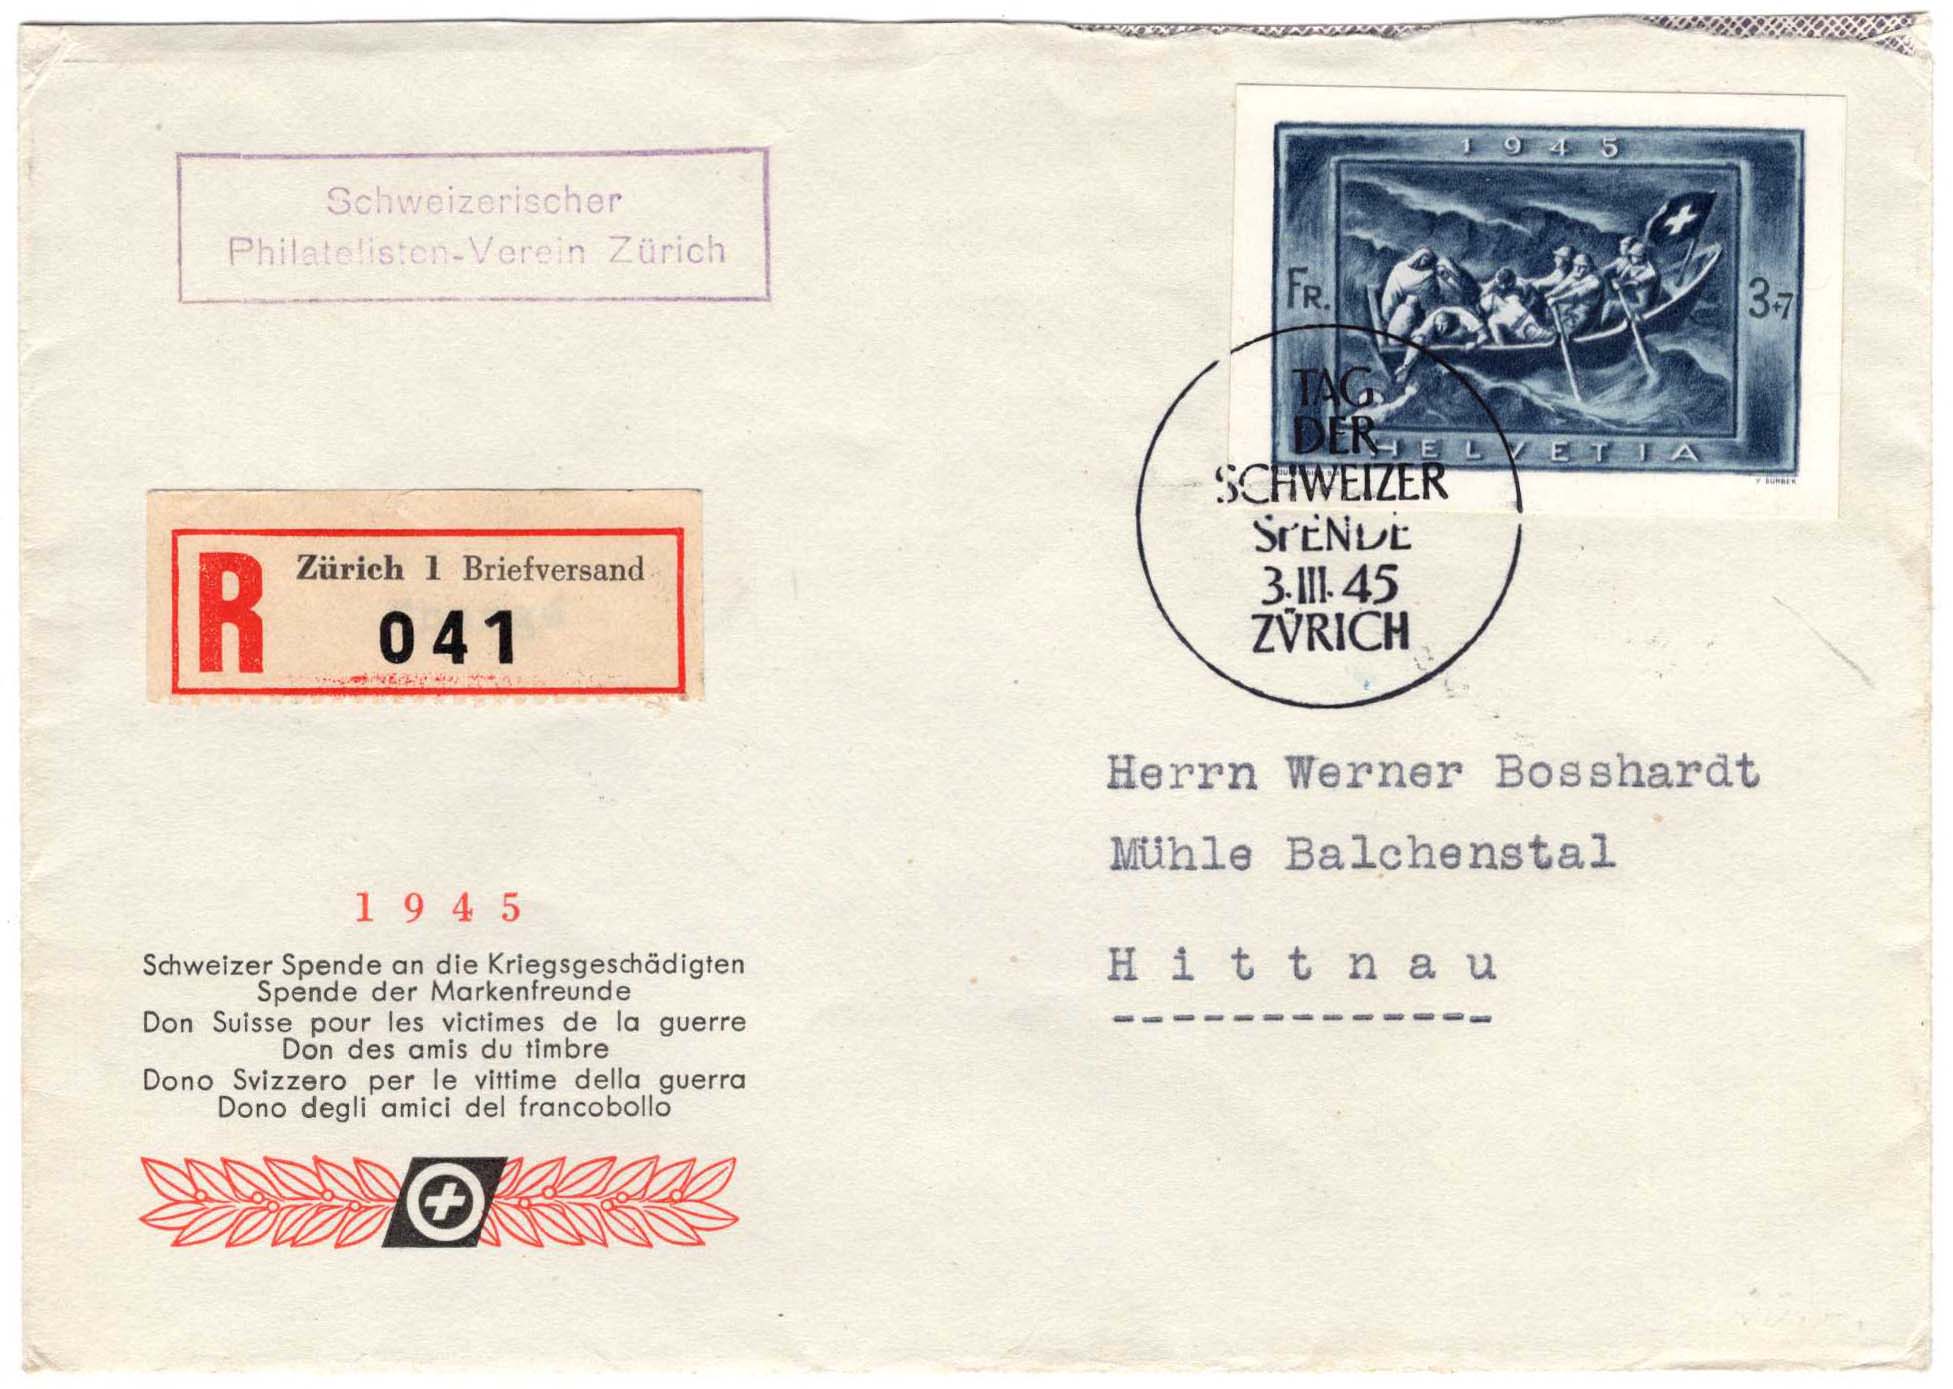 Schweizerischer
Philatelisten-Verein Zürich
1945
FR. 3+7
HELVETIA
TAG
DER
SCHWEIZER
SPENDE
3.III.45
ZÜRICH
R Zürich 1 Briefversand
041
Herrn Werner Bosshardt
Mühle Balchenstal
Hittnau
1945
Schweizer Spende an die Kriegsgeschädigten
Spende der Markenfreunde
Don Suisse pour les victimes de la guerre
Don des amis du timbre
Dono Svizzero per le vittime della guerra
Dono degli amici del francobollo